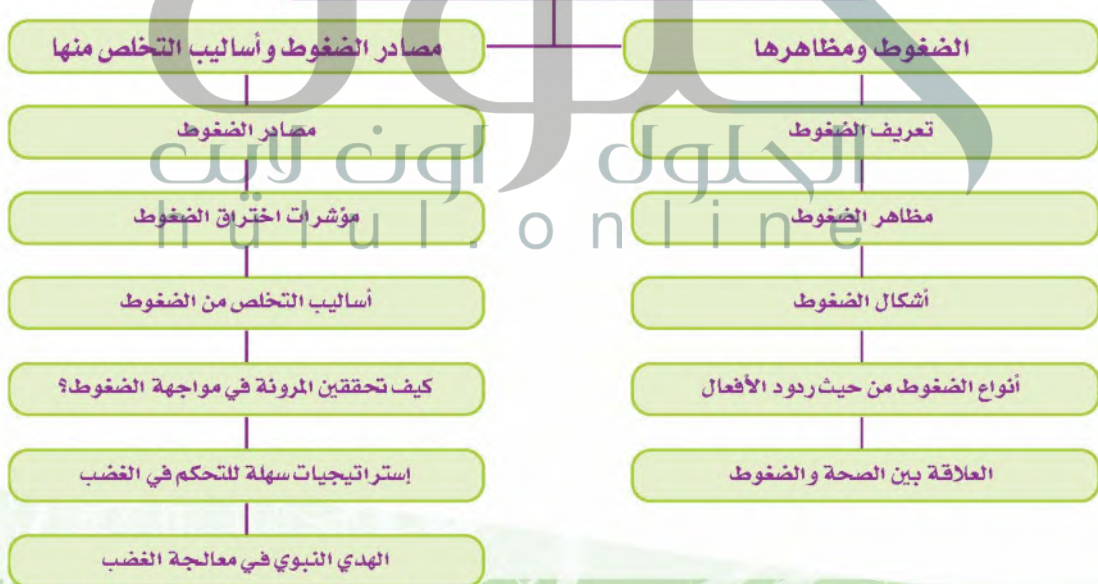 الضغوط ومظاهرها
تعريف الضغوط
مظاهر الضغوط
أشكال الضغوط
أنواع الضغوط من حيث ردود الأفعال
العلاقة بين الصحة والضغوط
مصادر الضغوط وأساليب التخلص منها
مصادر الضغوط
مؤشرات اختراق الضغوط
أساليب التخلص من الضغوط
كيف تحققين المرونة في مواجهة الضغوط؟
إستراتيجيات سهلة للتحكم في الغضب
الهدي النبوي في معالجة الغضب
الحلول اون لاين
hulul.online